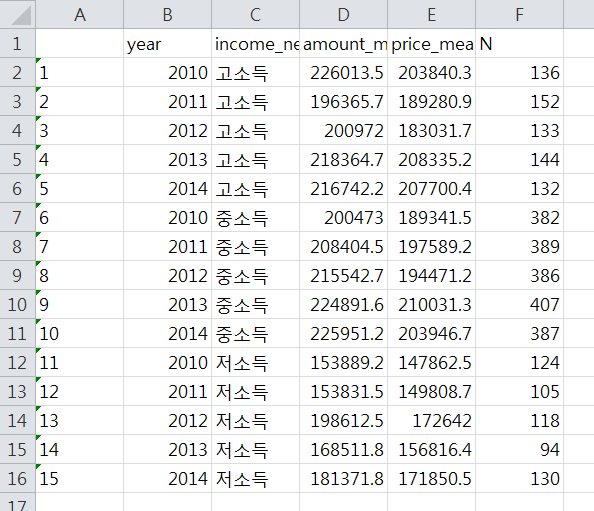 A B C D E F
1 year income_ne amount_m price_mea N
2 1 2010 고소득 226013.5 203840.3 136
3 2 2011 고소득 196365.7 189280.9 152
4 3 2012 고소득 200972 183031.7 133
5 4 2013 고소득 218364.7 208335.2 144
6 5 2014 고소득 216742.2 207700.4 132
7 6 2010 중소득 200473 189341.5 382
8 7 2011 중소득 208404.5 197589.2 389
9 8 2012 중소득 215542.7 194471.2 386
10 9 2013 중소득 224891.6 210031.3 407
11 10 2014 중소득 225951.2 203946.7 387
12 11 2010 저소득 153889.2 147862.5 124
13 12 2011 저소득 153831.5 149808.7 105
14 13 2012 저소득 198612.5 172642 118
15 14 2013 저소득 168511.8 156816.4 94
16 15 2014 저소득 181371.8 171850.5 130
17